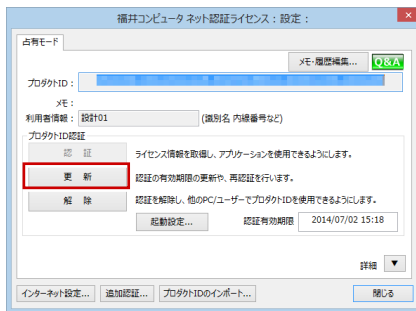 福井コンピュータ ネット認証ライセンス：設定：
占有モード
メモ・履歴編集... Q&A
プロダクトID：
メモ：
利用者情報： 設計01 (識別名 内線番号など)
プロダクトID認証
認　証 ライセンス情報を取得し、アプリケーションを使用できるようにします。
更　新 認証の有効期限の更新や、再認証を行います。
解　除 認証を解除し、他のPC/ユーザーでプロダクトIDを使用できるようにします。
起動設定... 認証有効期限 2014/07/02 15:18
詳細 ▼
インターネット設定... 追加認証... プロダクトIDのインポート... 閉じる